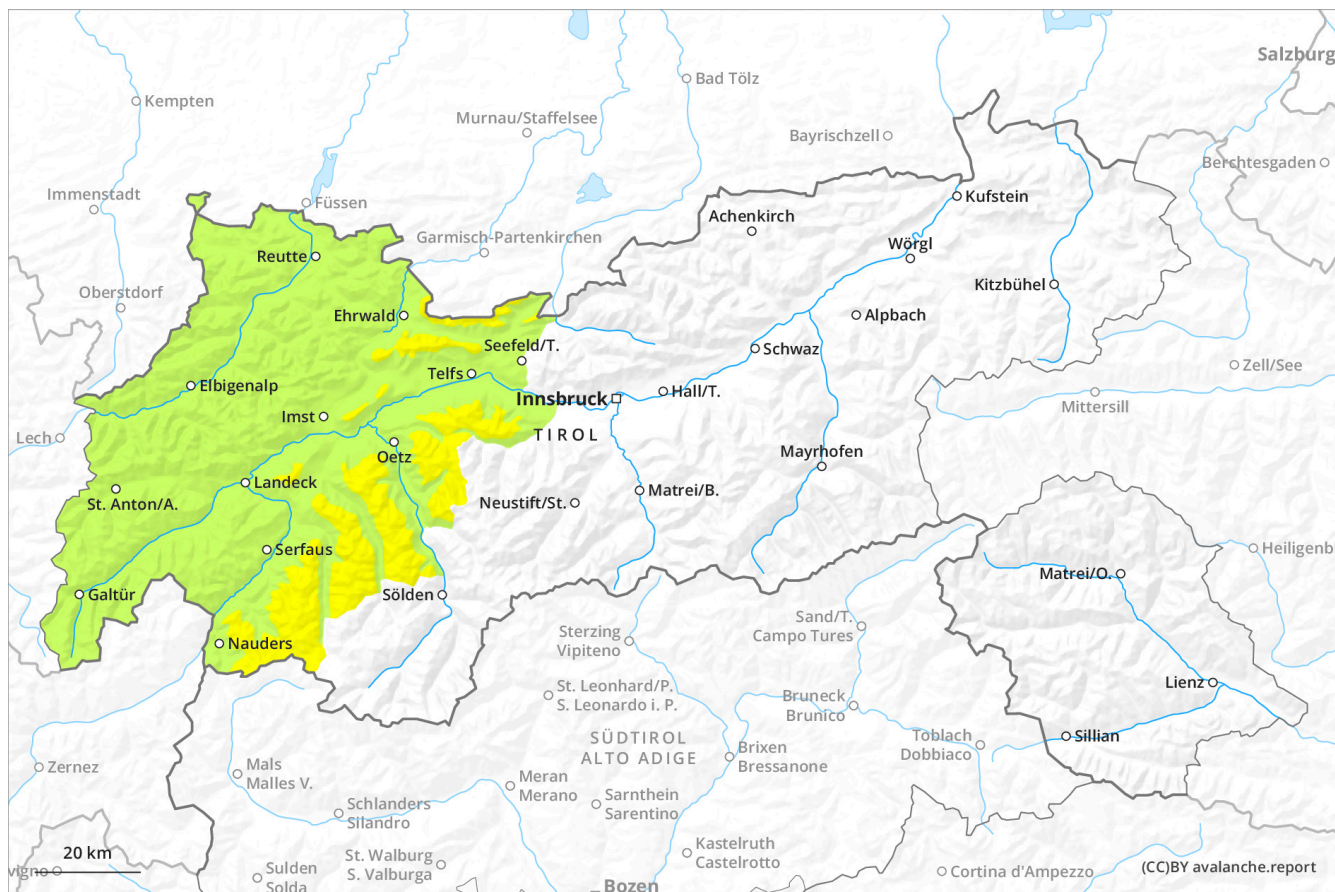 Salzburg
Bad Tölz
Kempten
Murnau/Staffelsee
Bayrischzell
Berchtesgaden
Immenstadt
Füssen
Kufstein
Achenkirch
Garmisch-Partenkirchen
Wörgl
Reutte
Kitzbühel
Oberstdorf
Ehrwald
Alpbach
Seefeld/T.
Schwaz
Zell/See
Telfs
Elbigenalp
Hall/T.
Innsbruck
Mittersill
Imst
Lech
TIROL
Oetz
Mayrhofen
Landeck
St. Anton/A.
Matrei/B.
Neustift/St.
Serfaus
Heiligenb
Matrei/O.
Galtür
Sölden
Sand/T.
Campo Tures
Sterzing
Vipiteno
Nauders
Lienz
St. Leonhard/P.
S. Leonardo i. P.
Bruneck
Brunico
Sillian
Toblach
Dobbiaco
SÜDTIROL
ALTO ADIGE
Brixen
Bressanone
Zernez
Mals
Malles V.
Meran
Merano
Sarnthein
Sarentino
Schlanders
Silandro
20 km
Kastelruth
Castelrotto
St. Walburg
S. Valburga
vigno
Sulden
Solda
Cortina d'Ampezzo
(CC)BY avalanche.report
Bozen